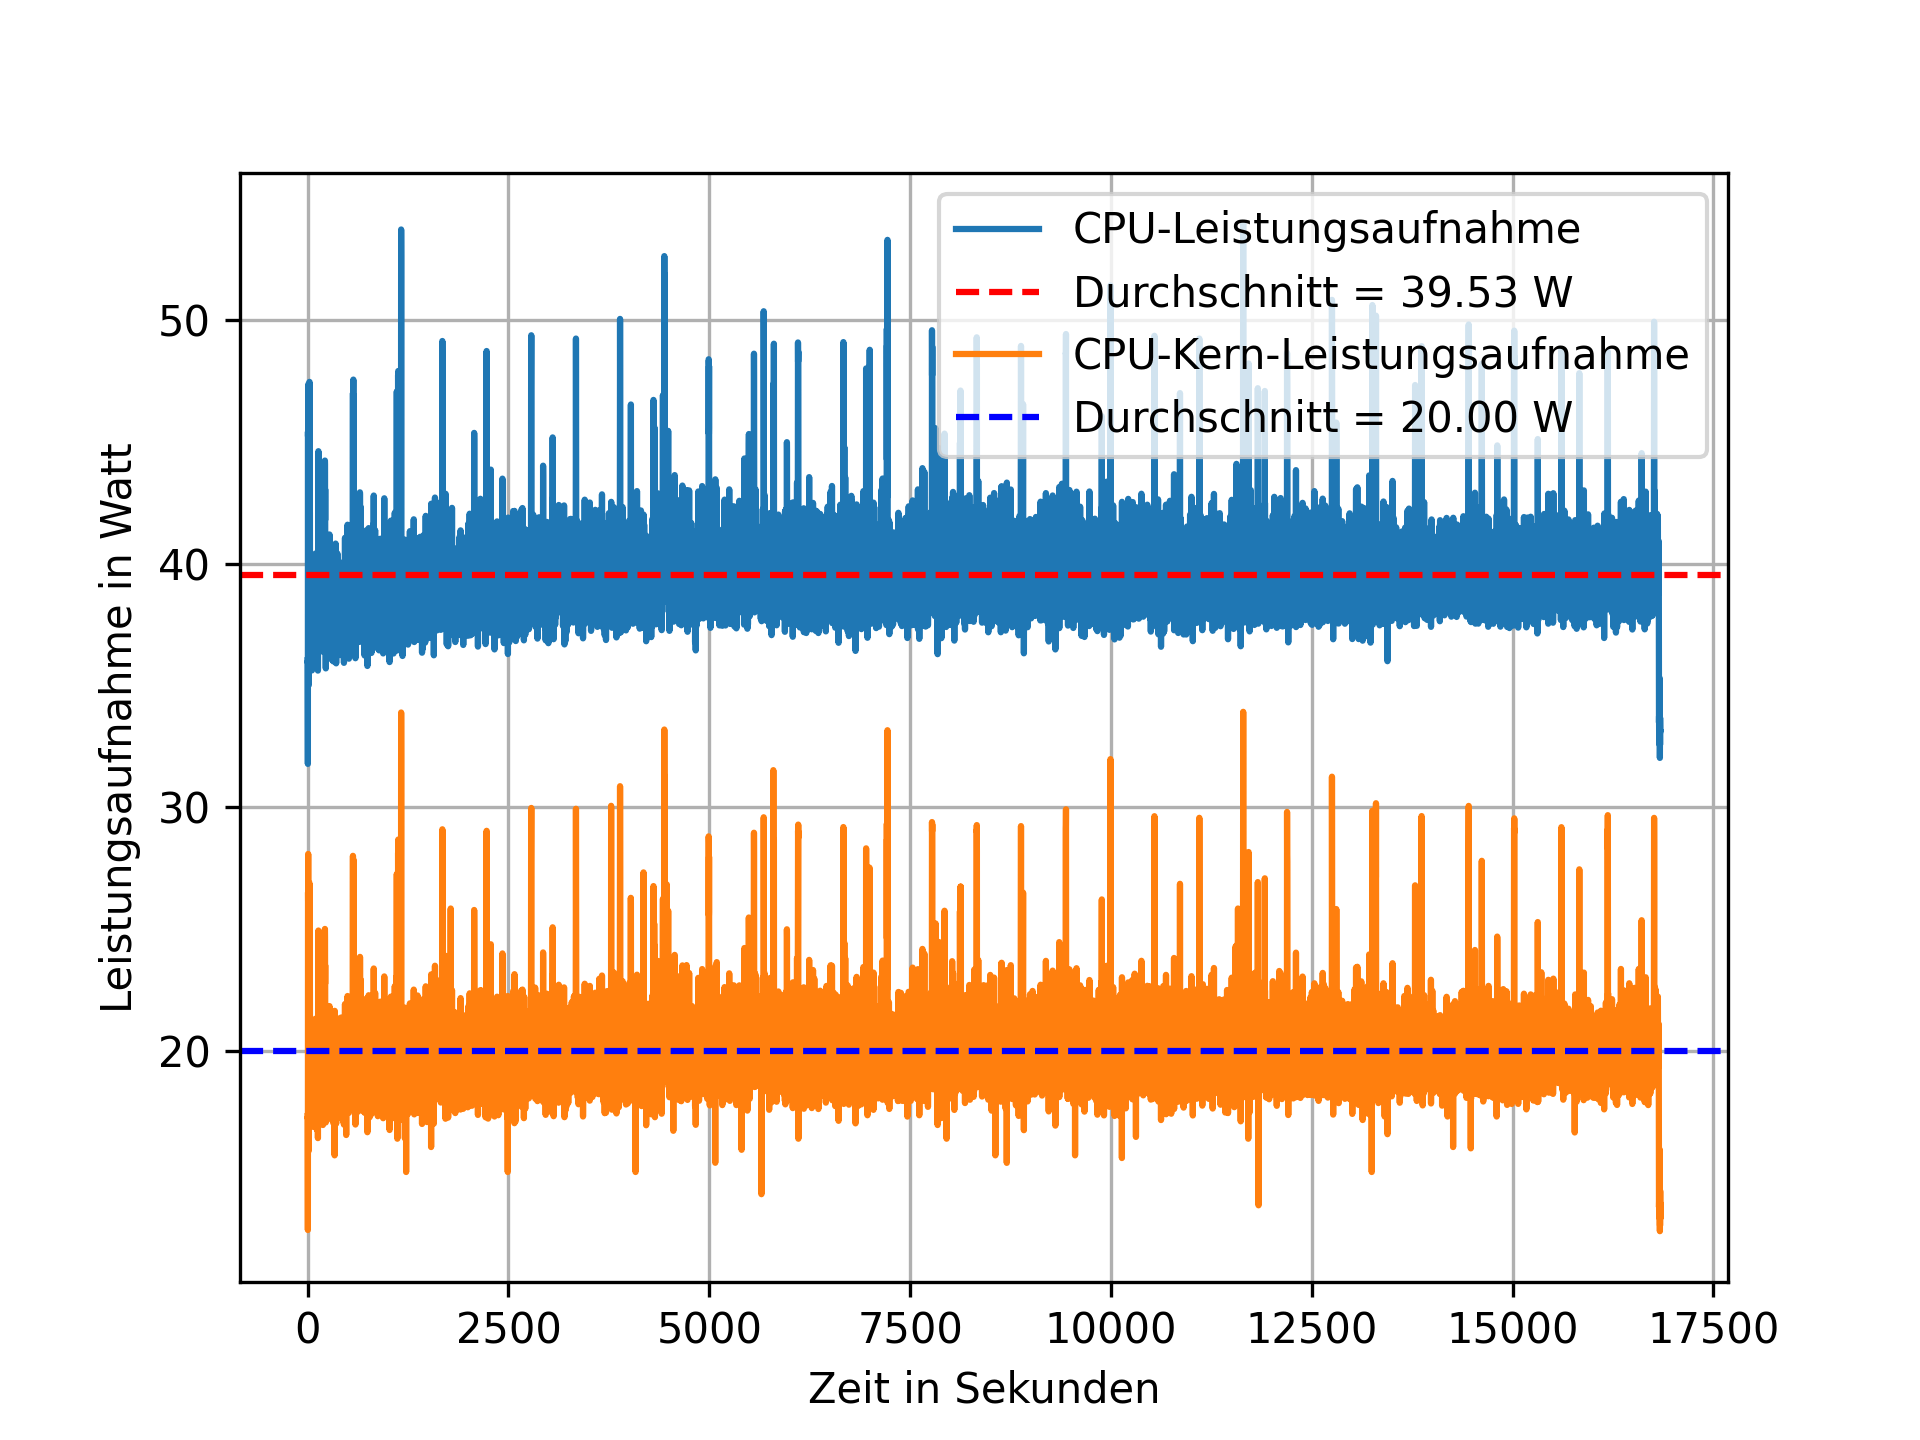 CPU-Leistungsaufnahme
Durchschnitt = 39.53 W
CPU-Kern-Leistungsaufnahme
Durchschnitt = 20.00 W
Leistungsaufnahme in Watt
50
40
30
20
0 2500 5000 7500 10000 12500 15000 17500
Zeit in Sekunden